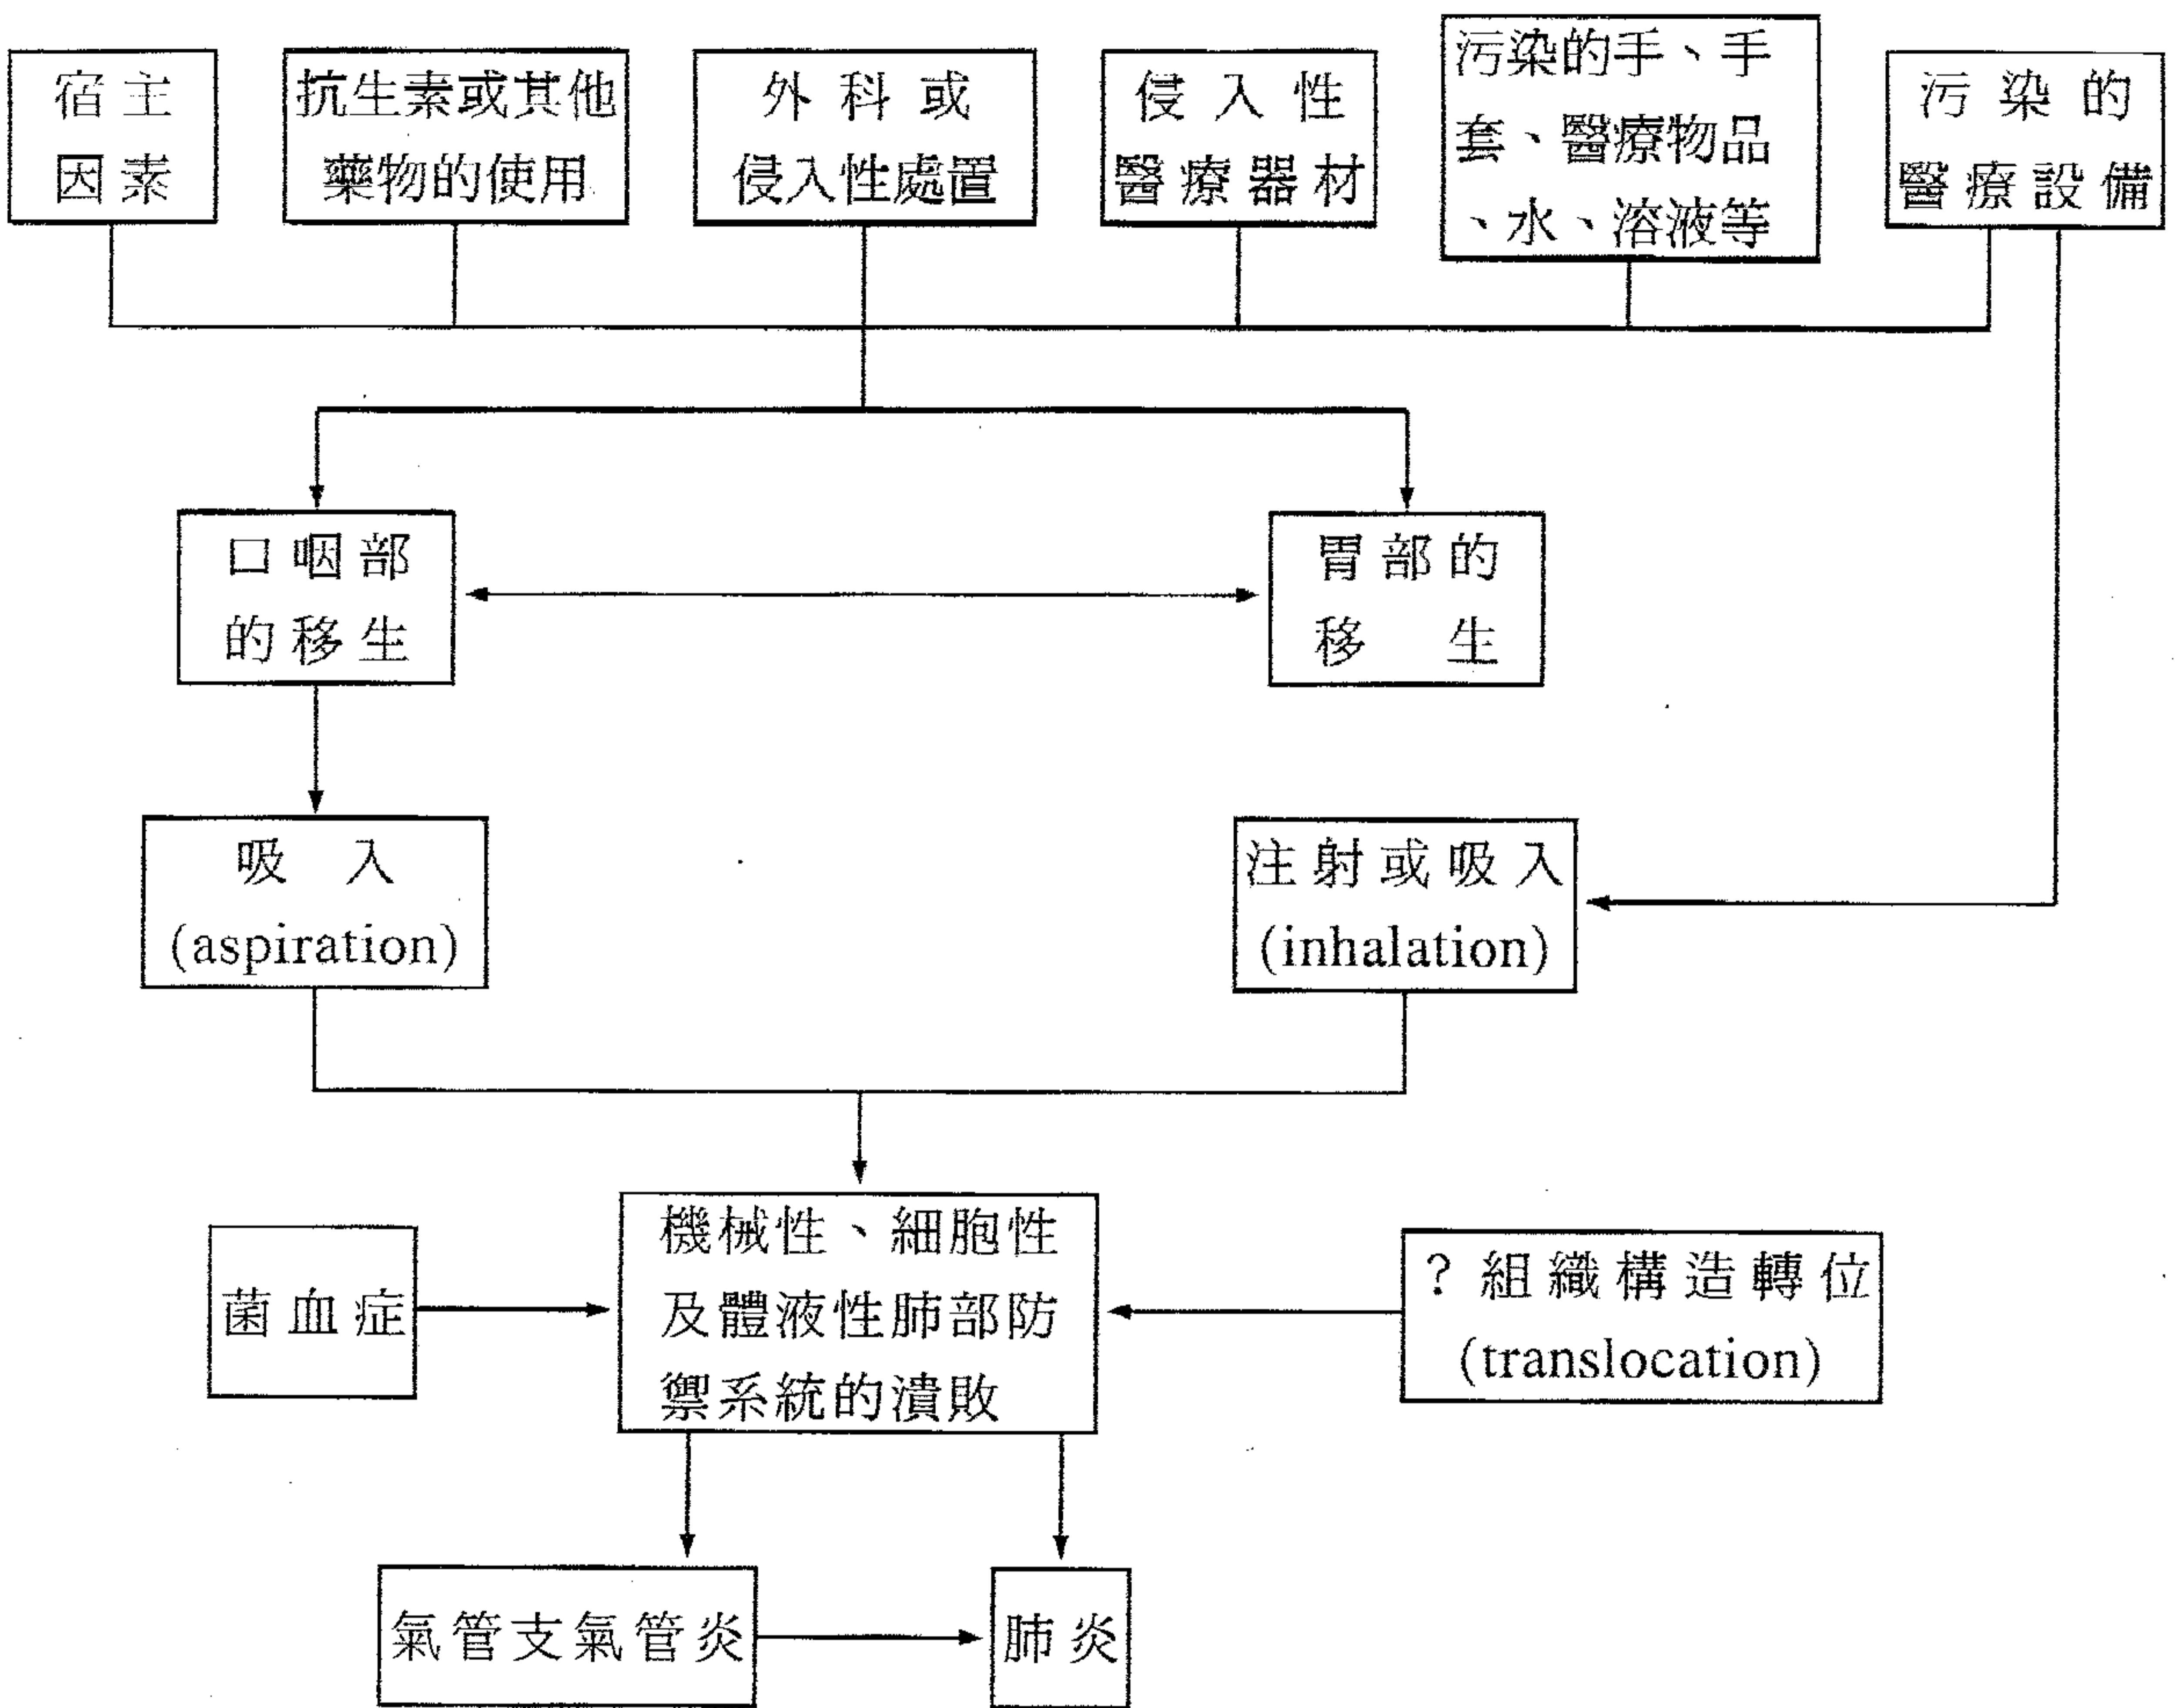 宿主
因素
抗生素或其他
藥物的使用
外科或
侵入性處置
侵入性
醫療器材
污染的手、手
套、醫療物品
、水、溶液等
污染的
醫療設備
口咽部
的移生
胃部的
移生
吸入
(aspiration)
注射或吸入
(inhalation)
菌血症
機械性、細胞性
及體液性肺部防
禦系統的潰敗
？組織構造轉位
(translocation)
氣管支氣管炎
肺炎